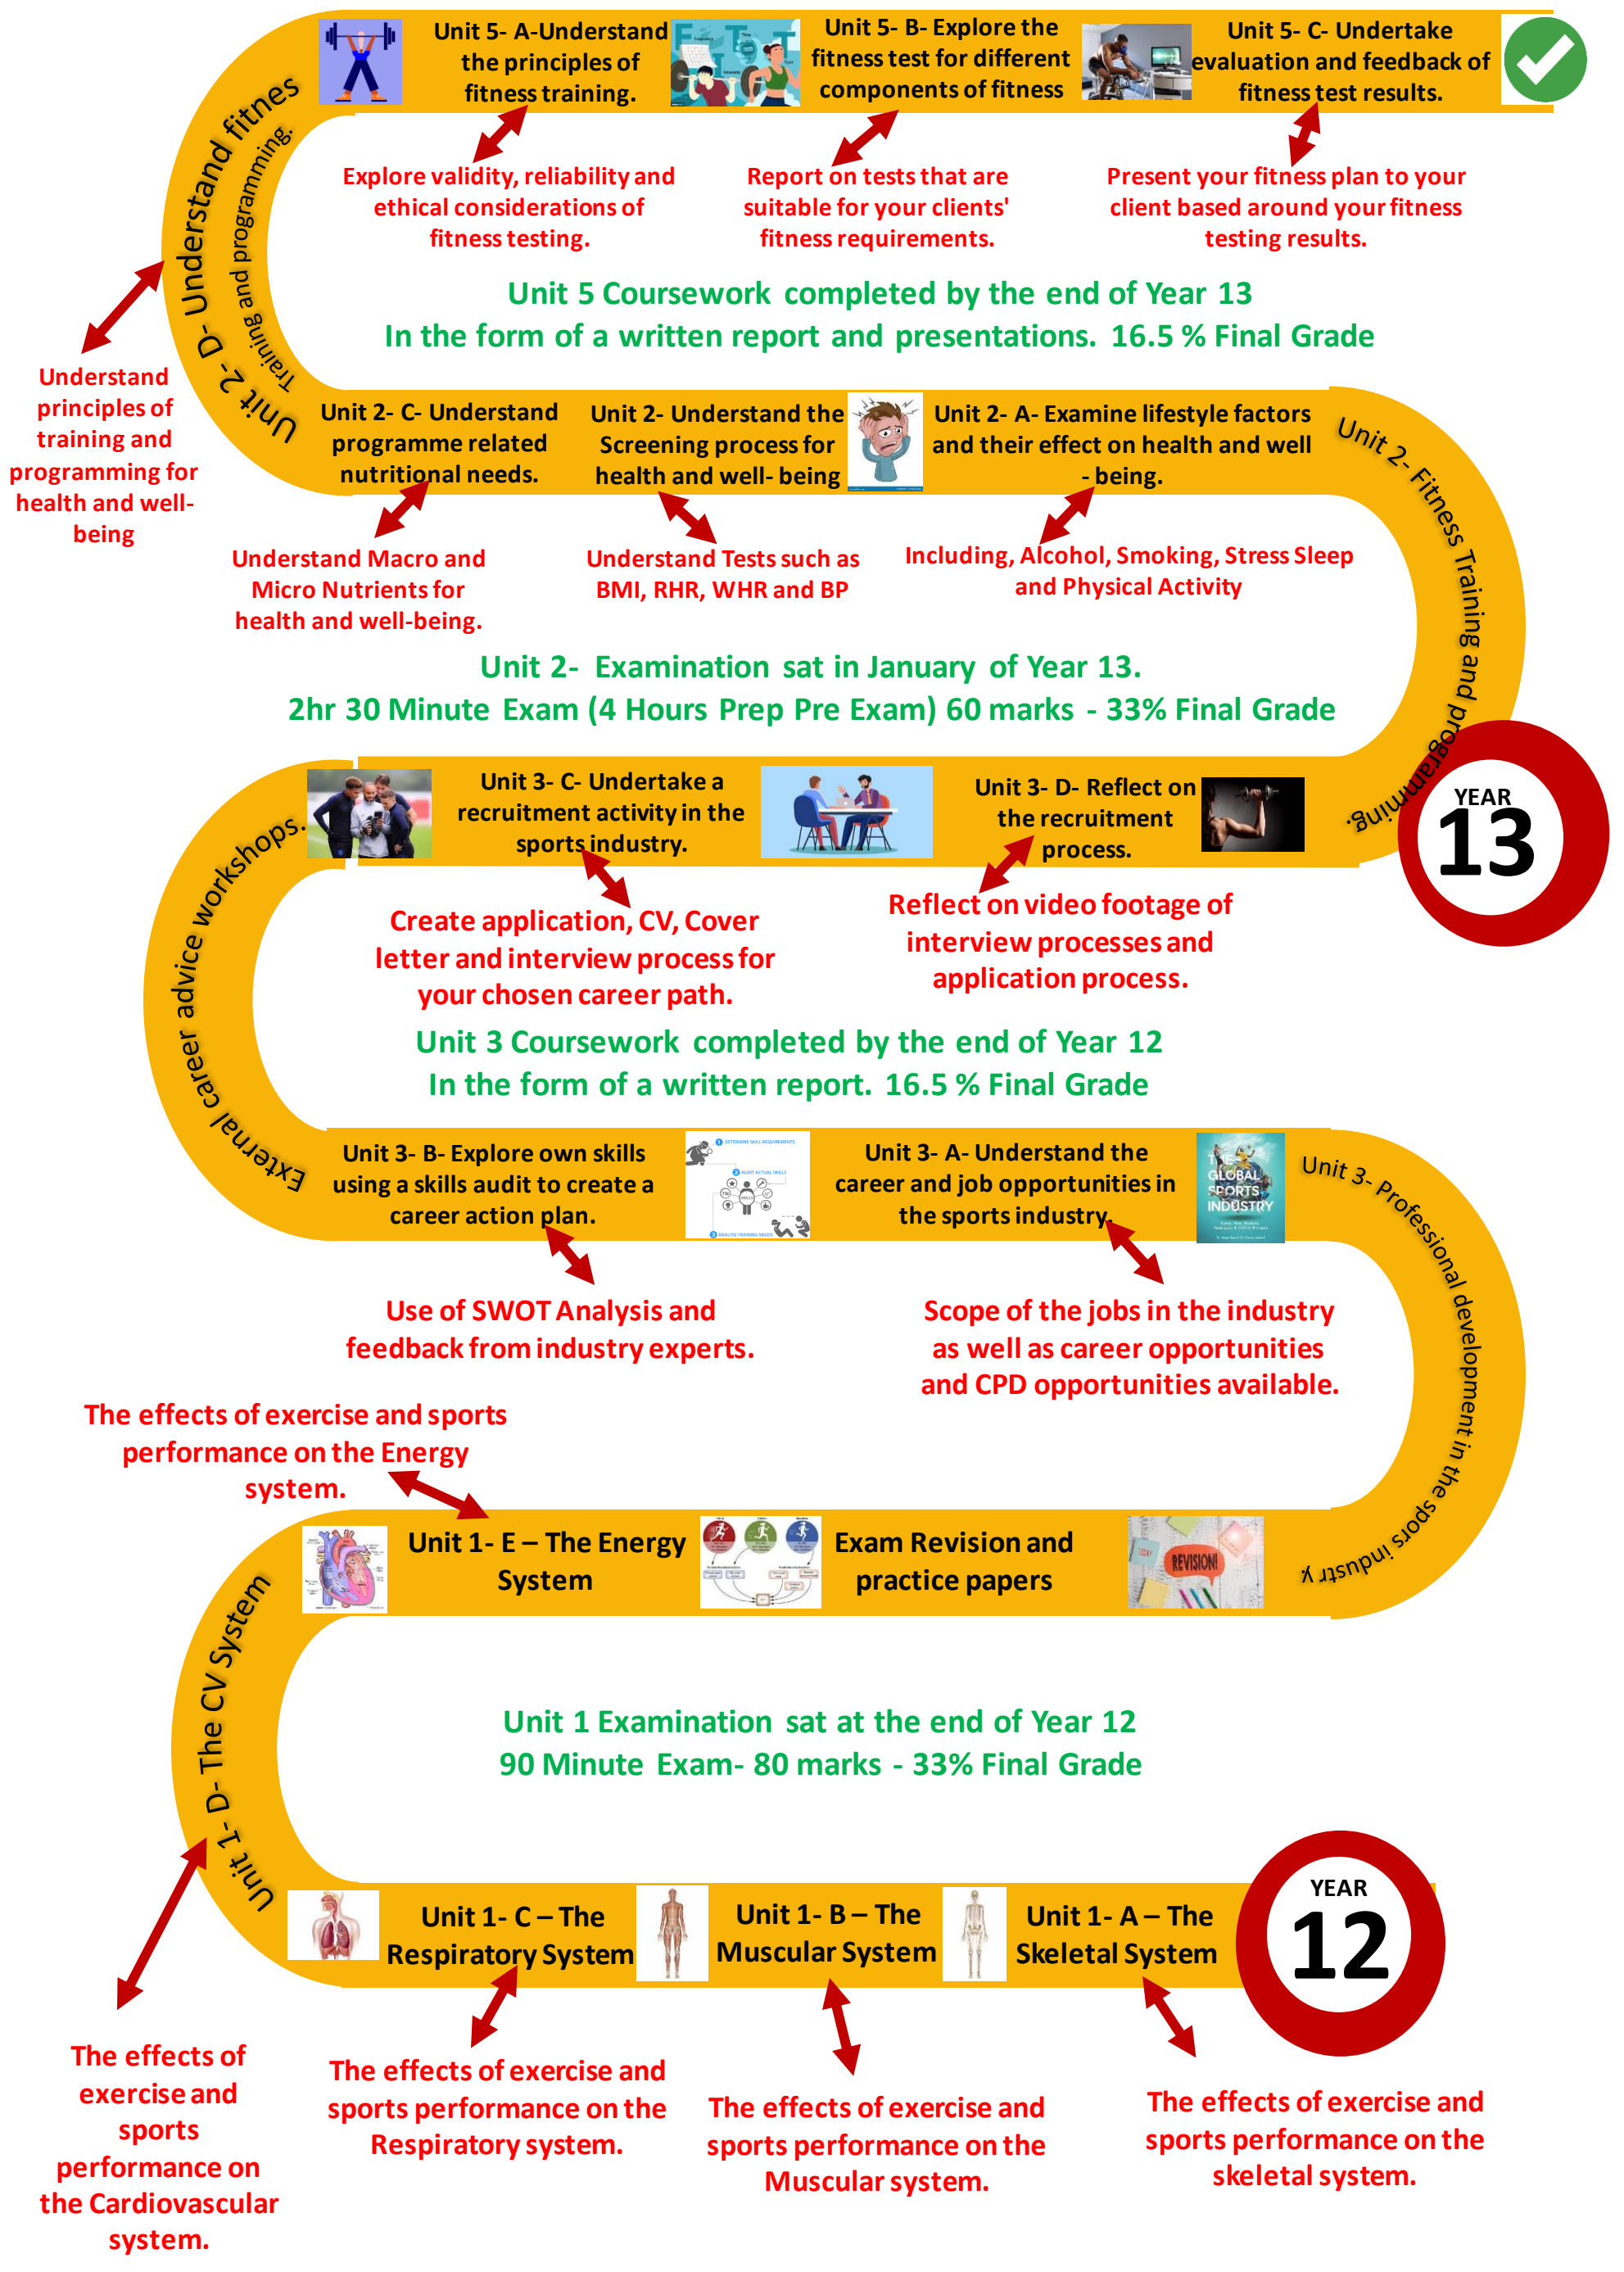 Unit 5- A-Understand
the principles of
fitness training.
Unit 5- B- Explore the
fitness test for different
components of fitness
Unit 5- C- Undertake
evaluation and feedback of
fitness test results.
Explore validity, reliability and
ethical considerations of
fitness testing.
Report on tests that are
suitable for your clients'
fitness requirements.
Present your fitness plan to your
client based around your fitness
testing results.
Unit 2- D- Understand fitnes
Training and programming.
Unit 5 Coursework completed by the end of Year 13
In the form of a written report and presentations. 16.5 % Final Grade
Understand
principles of
training and
programming for
health and well-
being
Unit 2- C- Understand
programme related
nutritional needs.
Unit 2- Understand the
Screening process for
health and well- being
Unit 2- A- Examine lifestyle factors
and their effect on health and well
- being.
Unit 2- Fitness Training and programming.
Understand Macro and
Micro Nutrients for
health and well-being.
Understand Tests such as
BMI, RHR, WHR and BP
Including, Alcohol, Smoking, Stress Sleep
and Physical Activity
Unit 2- Examination sat in January of Year 13.
2hr 30 Minute Exam (4 Hours Prep Pre Exam) 60 marks - 33% Final Grade
YEAR
13
External career advice workshops.
Unit 3- C- Undertake a
recruitment activity in the
sports industry.
Unit 3- D- Reflect on
the recruitment
process.
Create application, CV, Cover
letter and interview process for
your chosen career path.
Reflect on video footage of
interview processes and
application process.
Unit 3 Coursework completed by the end of Year 12
In the form of a written report. 16.5 % Final Grade
Unit 3- B- Explore own skills
using a skills audit to create a
career action plan.
1 DETERMINE SKILL REQUIREMENTS
2 AUDIT ACTUAL SKILLS
SKILLS
3 ANALYSE TRAINING NEEDS
Unit 3- A- Understand the
career and job opportunities in
the sports industry.
THE
GLOBAL
SPORTS
INDUSTRY
Unit 3- Professional development in the spors industry
Use of SWOT Analysis and
feedback from industry experts.
Scope of the jobs in the industry
as well as career opportunities
and CPD opportunities available.
The effects of exercise and sports
performance on the Energy
system.
Unit 1- E – The Energy
System
Exam Revision and
practice papers
REVISION!
Unit 1- D- The CV System
Unit 1 Examination sat at the end of Year 12
90 Minute Exam- 80 marks - 33% Final Grade
Unit 1- C – The
Respiratory System
Unit 1- B – The
Muscular System
Unit 1- A – The
Skeletal System
YEAR
12
The effects of
exercise and
sports
performance on
the Cardiovascular
system.
The effects of exercise and
sports performance on the
Respiratory system.
The effects of exercise and
sports performance on the
Muscular system.
The effects of exercise and
sports performance on the
skeletal system.